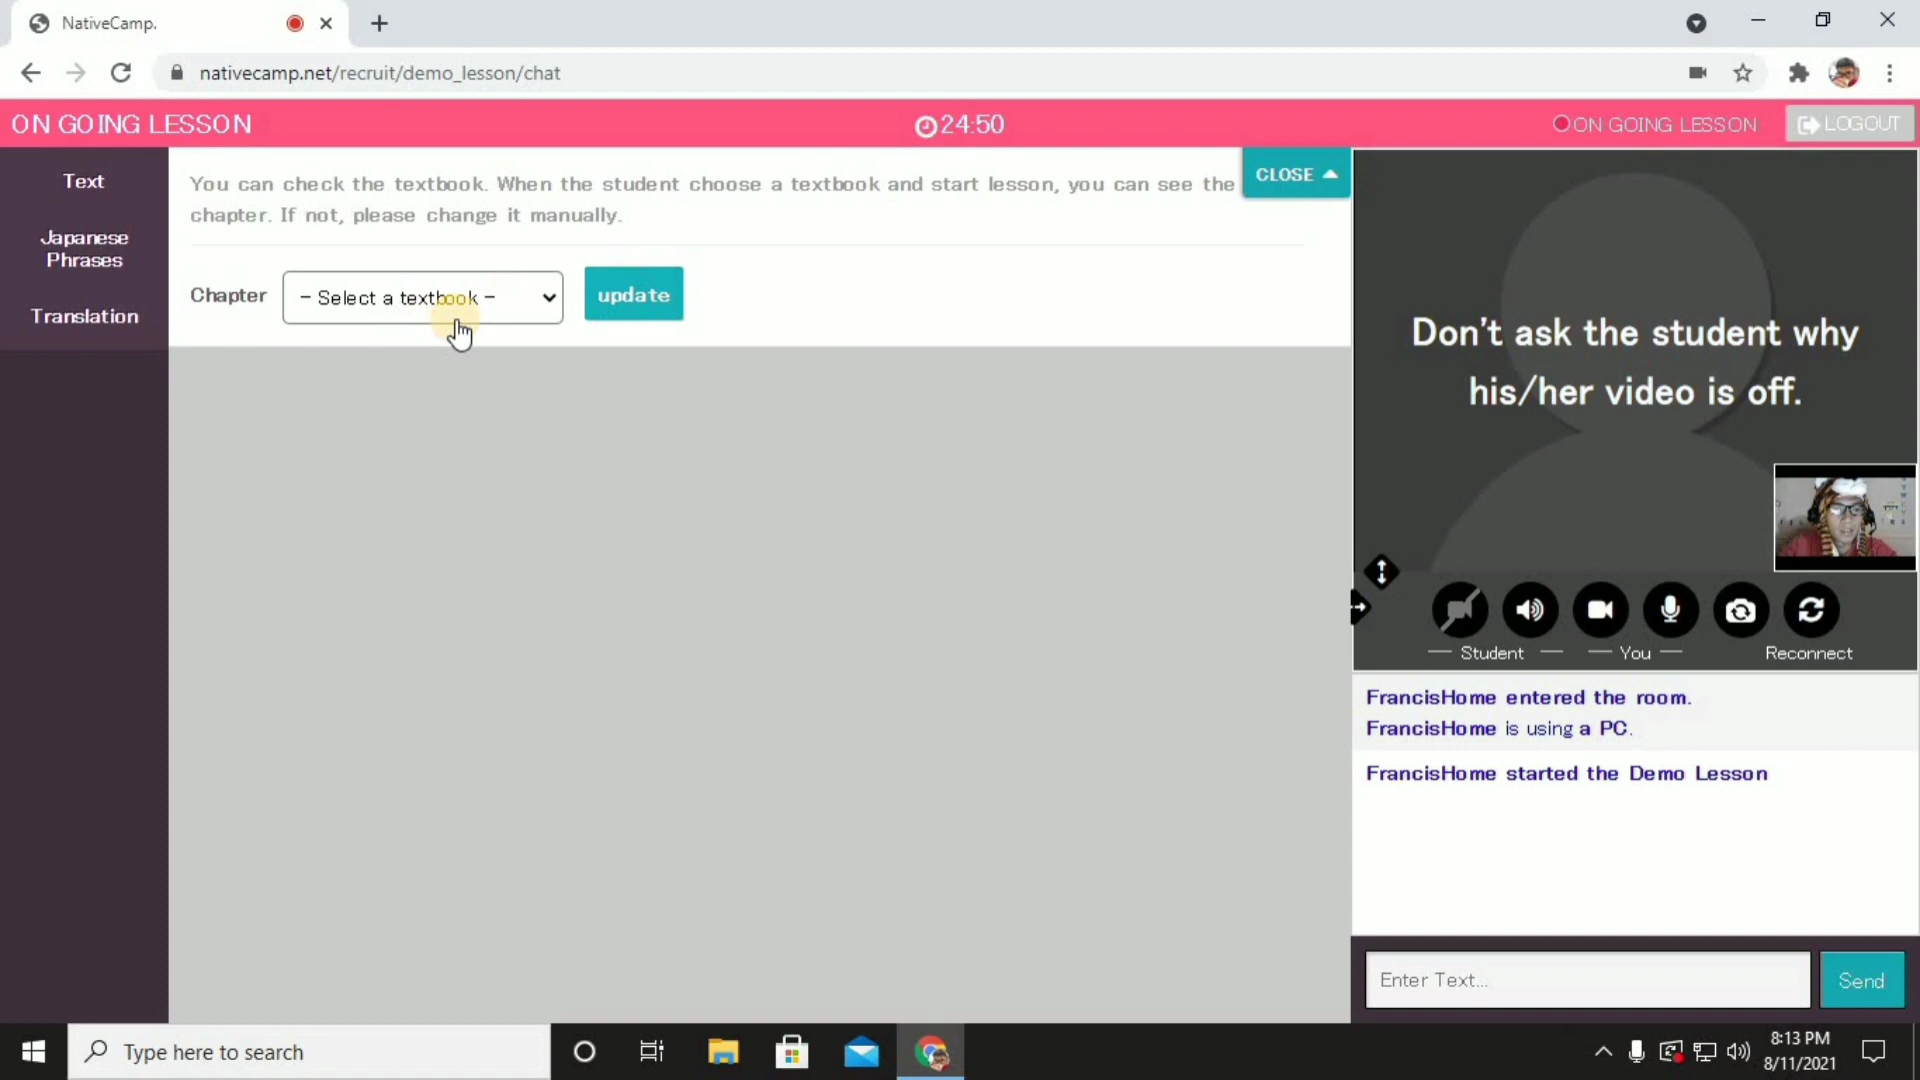 NativeCamp.
nativecamp.net/recruit/demo_lesson/chat
ON GOING LESSON
24:50
ON GOING LESSON
LOGOUT
Text
Japanese
Phrases
Translation
You can check the textbook. When the student choose a textbook and start lesson, you can see the
chapter. If not, please change it manually.
CLOSE
Chapter
- Select a textbook -
update
Don't ask the student why
his/her video is off.
Student
You
Reconnect
FrancisHome entered the room.
FrancisHome is using a PC.
FrancisHome started the Demo Lesson
Enter Text...
Send
Type here to search
8:13 PM
8/11/2021